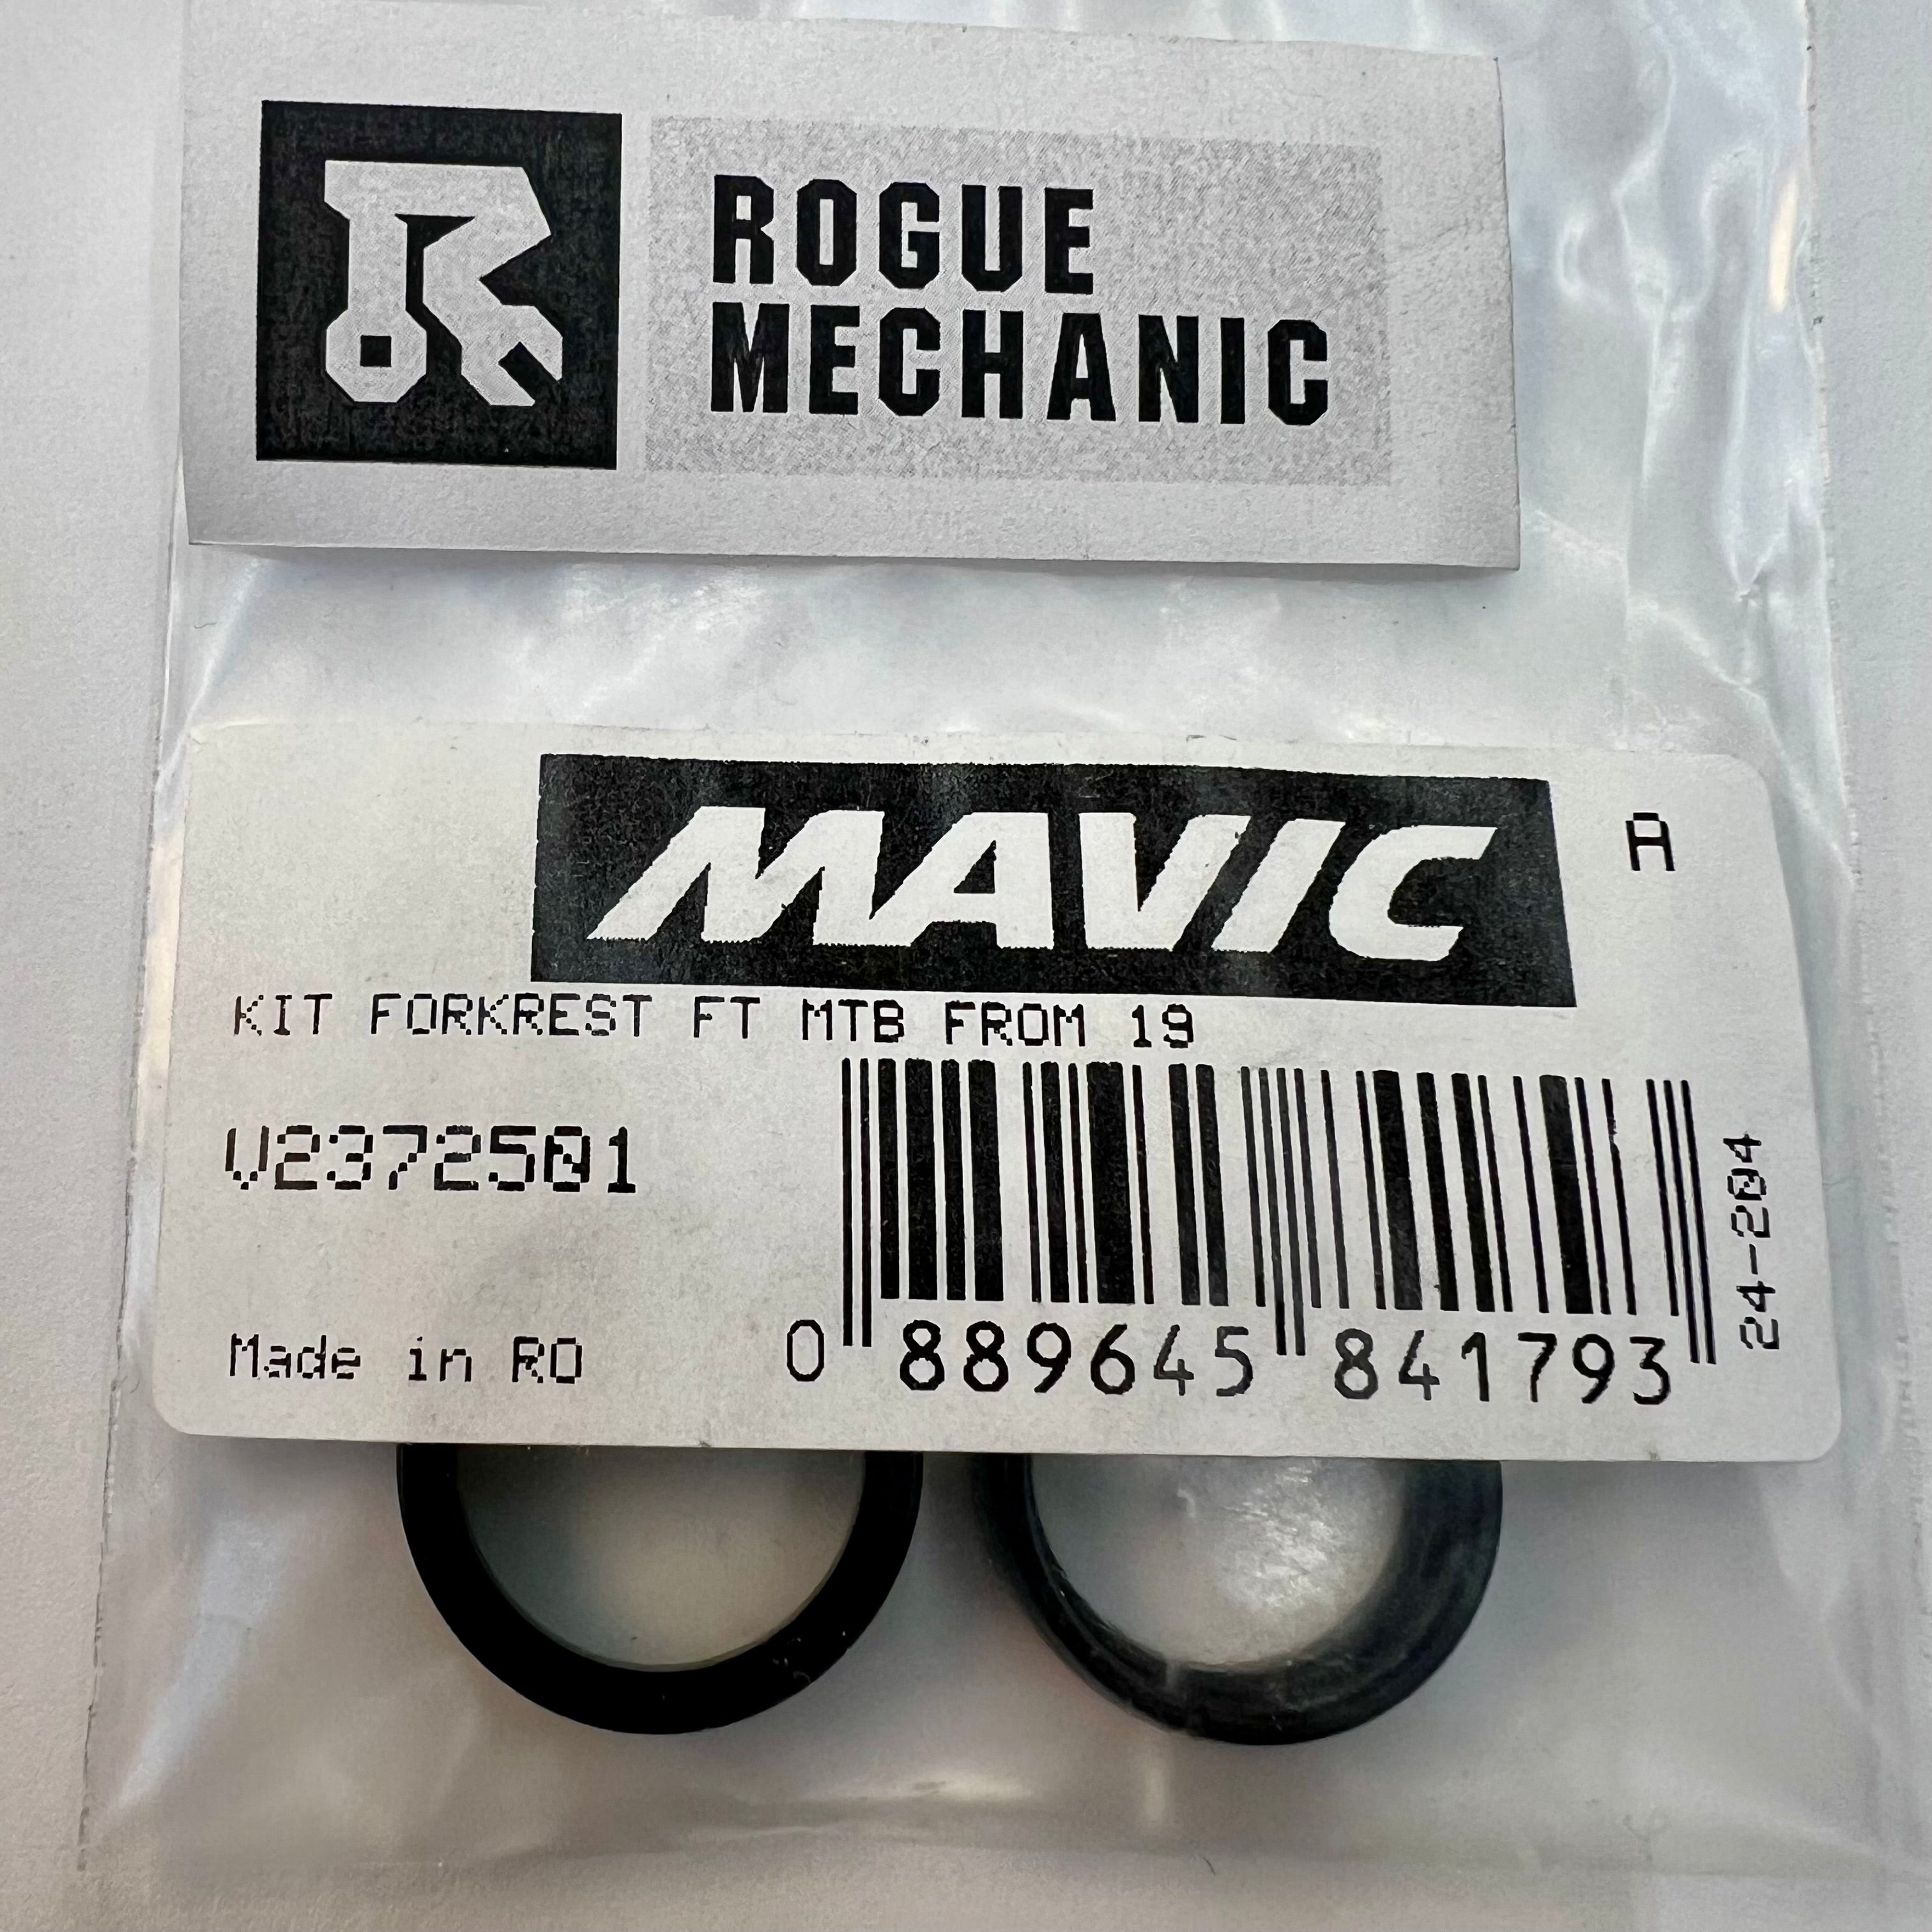 ROGUE
MECHANIC
MAVIC
A
KIT FORKREST FT MTB FROM 19
V2372501
24-204
Made in RO
0 889645 841793